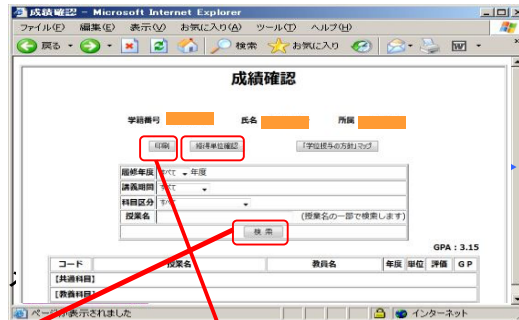 成績確認 - Microsoft Internet Explorer
ファイル(F) 編集(E) 表示(V) お気に入り(A) ツール(T) ヘルプ(H)
戻る 検索 お気に入り
成績確認
学籍番号 氏名 所属
印刷 修得単位確認 「学位授与の方針」マップ
履修年度 すべて 年度
講義期間 すべて
科目区分 すべて
授業名 (授業名の一部で検索します)
検 索
GPA : 3.15
コード 授業名 教員名 年度 単位 評価 GP
【共通科目】
【教養科目】
ページが表示されました インターネット